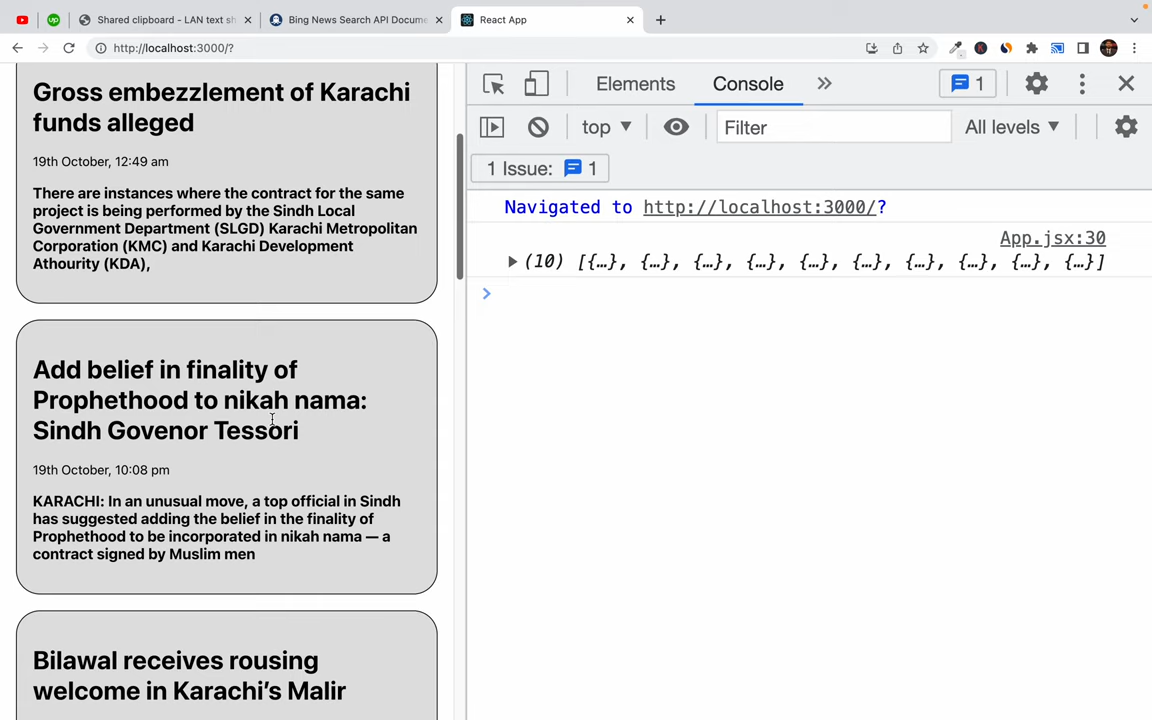 Shared clipboard - LAN text sh
Bing News Search API Docume
React App
http://localhost:3000/?
Gross embezzlement of Karachi
funds alleged
19th October, 12:49 am
There are instances where the contract for the same
project is being performed by the Sindh Local
Government Department (SLGD) Karachi Metropolitan
Corporation (KMC) and Karachi Development
Athourity (KDA),
Add belief in finality of
Prophethood to nikah nama:
Sindh Govenor Tessori
19th October, 10:08 pm
KARACHI: In an unusual move, a top official in Sindh
has suggested adding the belief in the finality of
Prophethood to be incorporated in nikah nama — a
contract signed by Muslim men
Bilawal receives rousing
welcome in Karachi’s Malir
Elements
Console
1
top
Filter
All levels
1 Issue: 1
Navigated to http://localhost:3000/?
App.jsx:30
(10) [{…}, {…}, {…}, {…}, {…}, {…}, {…}, {…}, {…}, {…}]